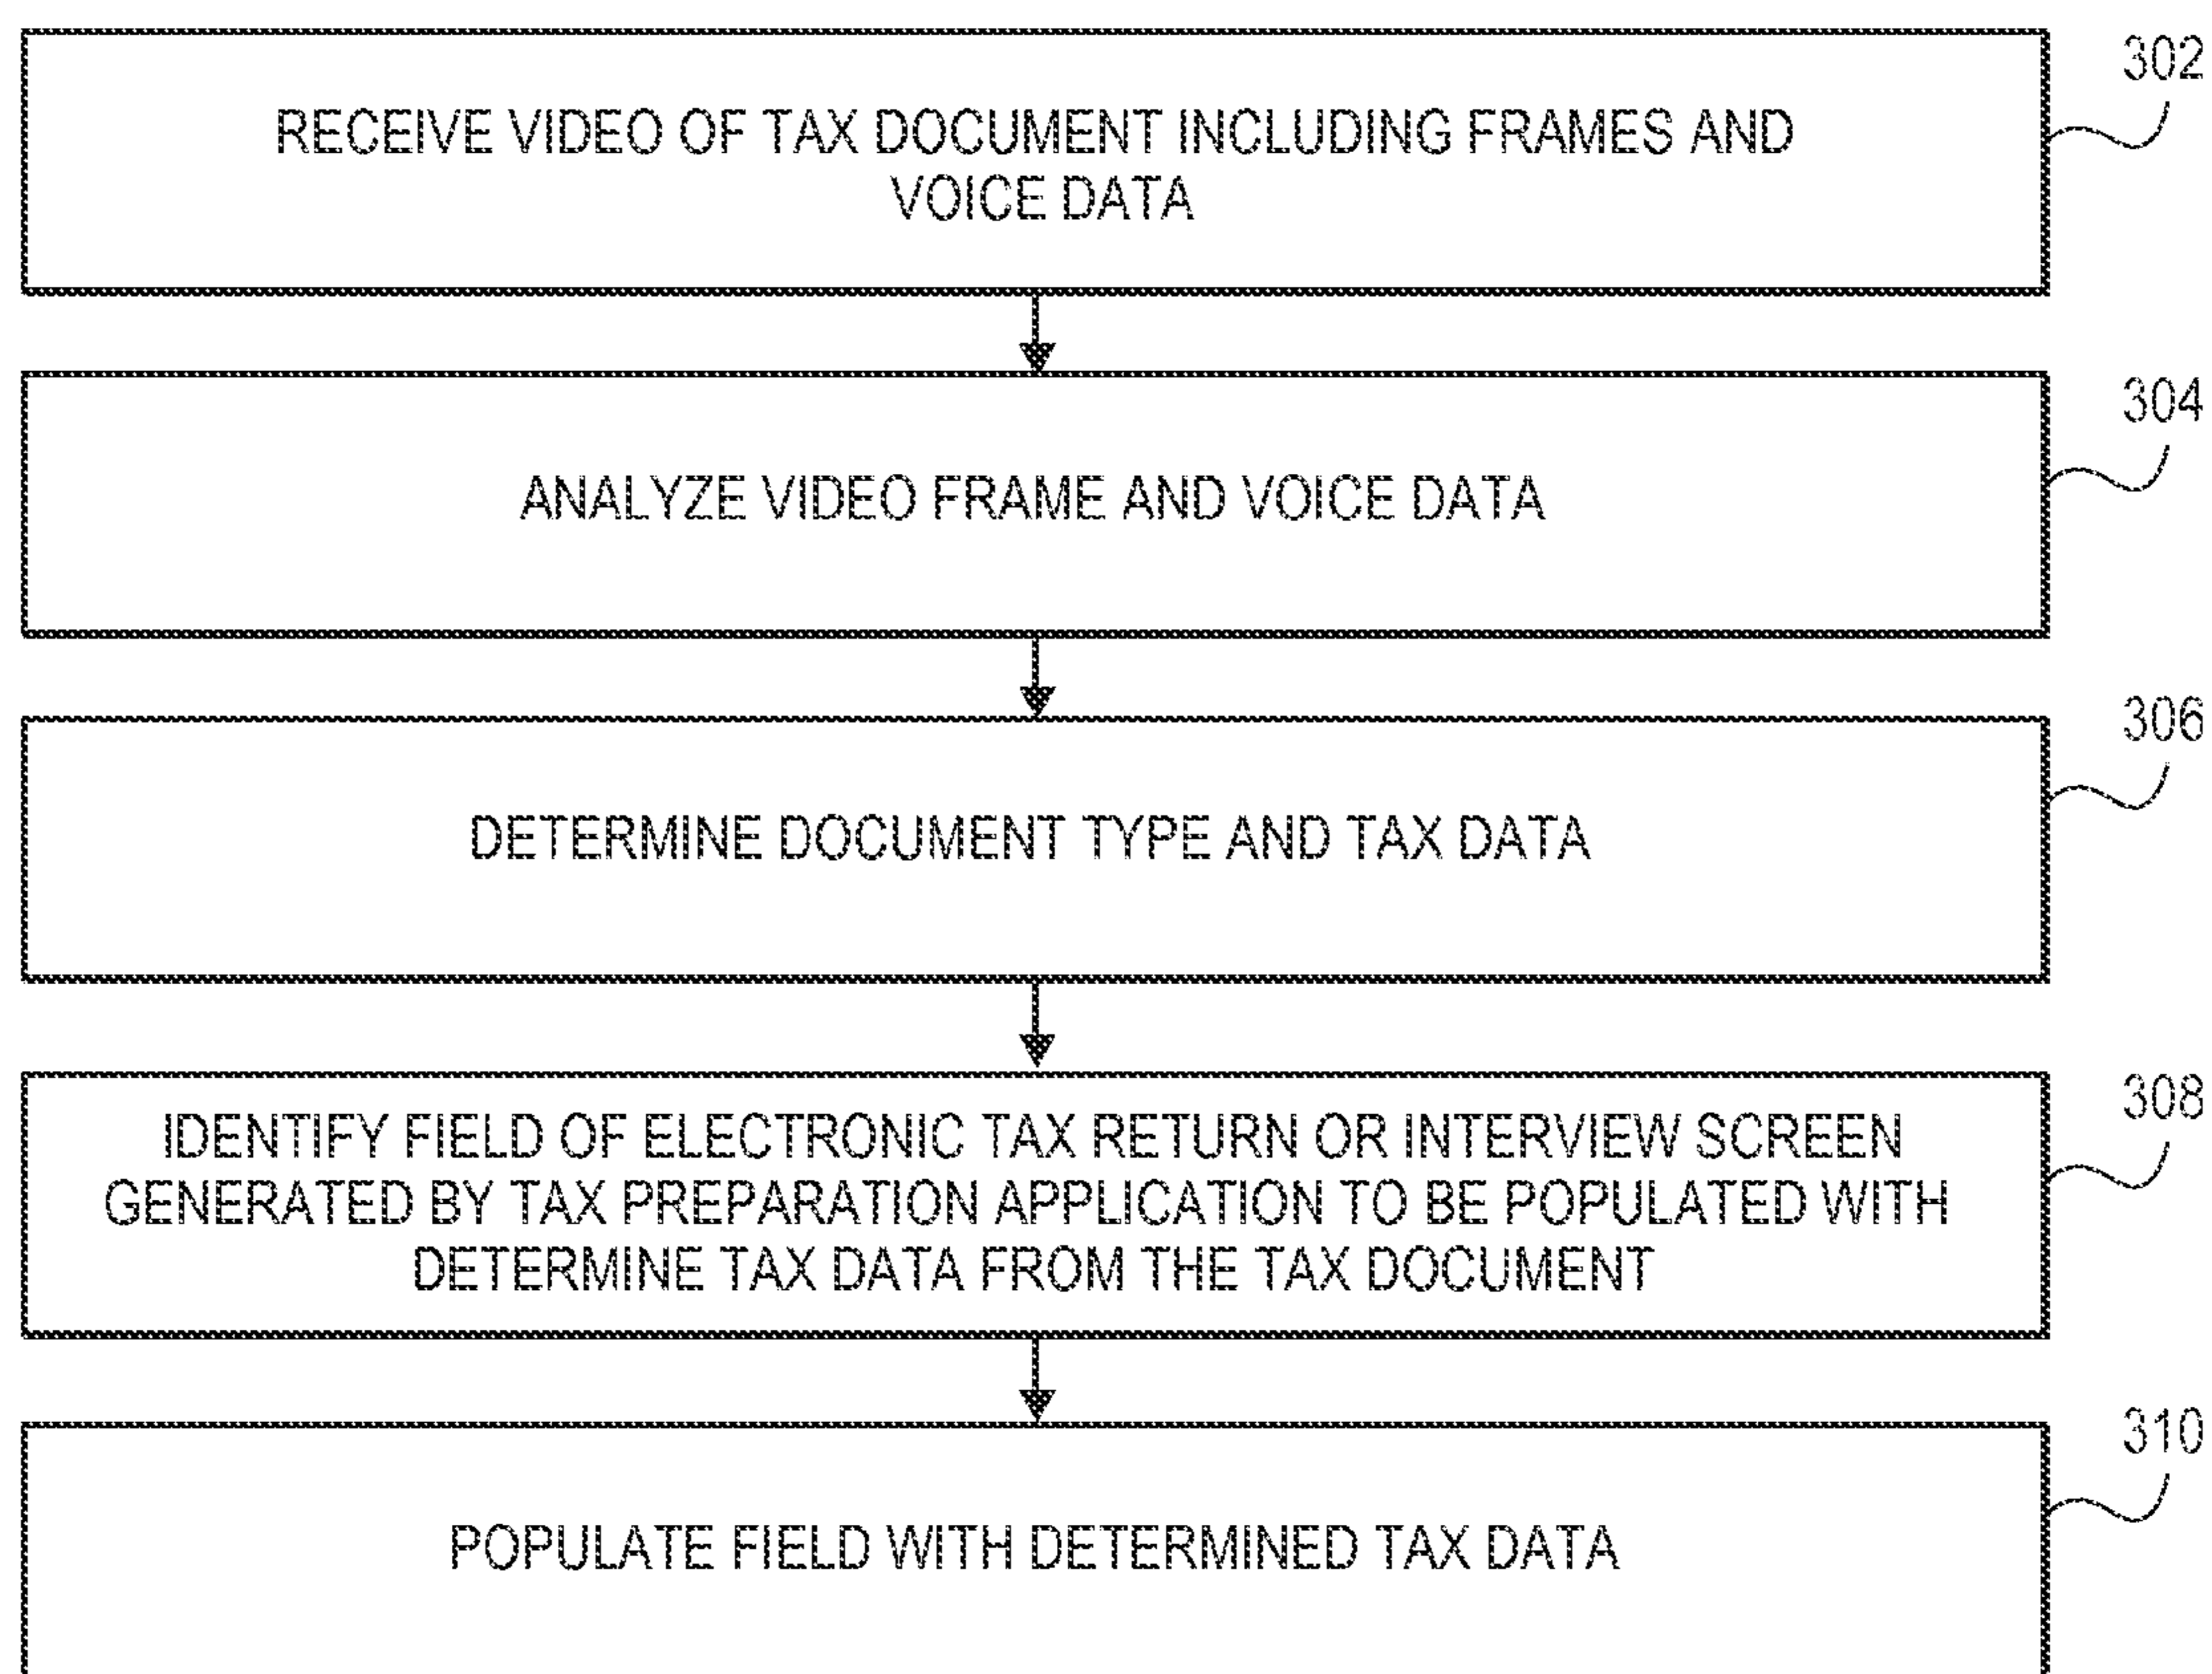 302
RECEIVE VIDEO OF TAX DOCUMENT INCLUDING FRAMES AND
VOICE DATA
304
ANALYZE VIDEO FRAME AND VOICE DATA
306
DETERMINE DOCUMENT TYPE AND TAX DATA
308
IDENTIFY FIELD OF ELECTRONIC TAX RETURN OR INTERVIEW SCREEN
GENERATED BY TAX PREPARATION APPLICATION TO BE POPULATED WITH
DETERMINE TAX DATA FROM THE TAX DOCUMENT
310
POPULATE FIELD WITH DETERMINED TAX DATA